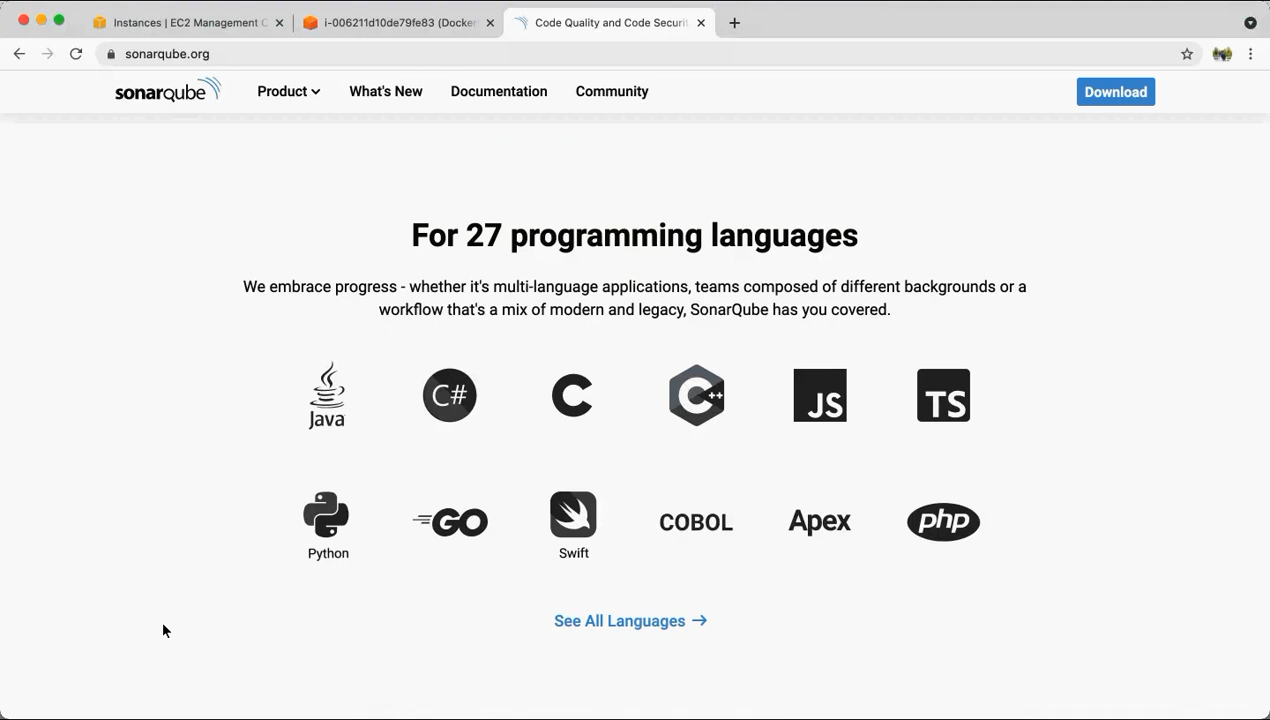 Instances | EC2 Management C
i-006211d10de79fe83 (Docker
Code Quality and Code Securit
sonarqube.org
sonarqube
Product
What's New
Documentation
Community
Download
For 27 programming languages
We embrace progress - whether it's multi-language applications, teams composed of different backgrounds or a
workflow that's a mix of modern and legacy, SonarQube has you covered.
Java
C#
C
C++
JS
TS
Python
GO
Swift
COBOL
Apex
php
See All Languages →